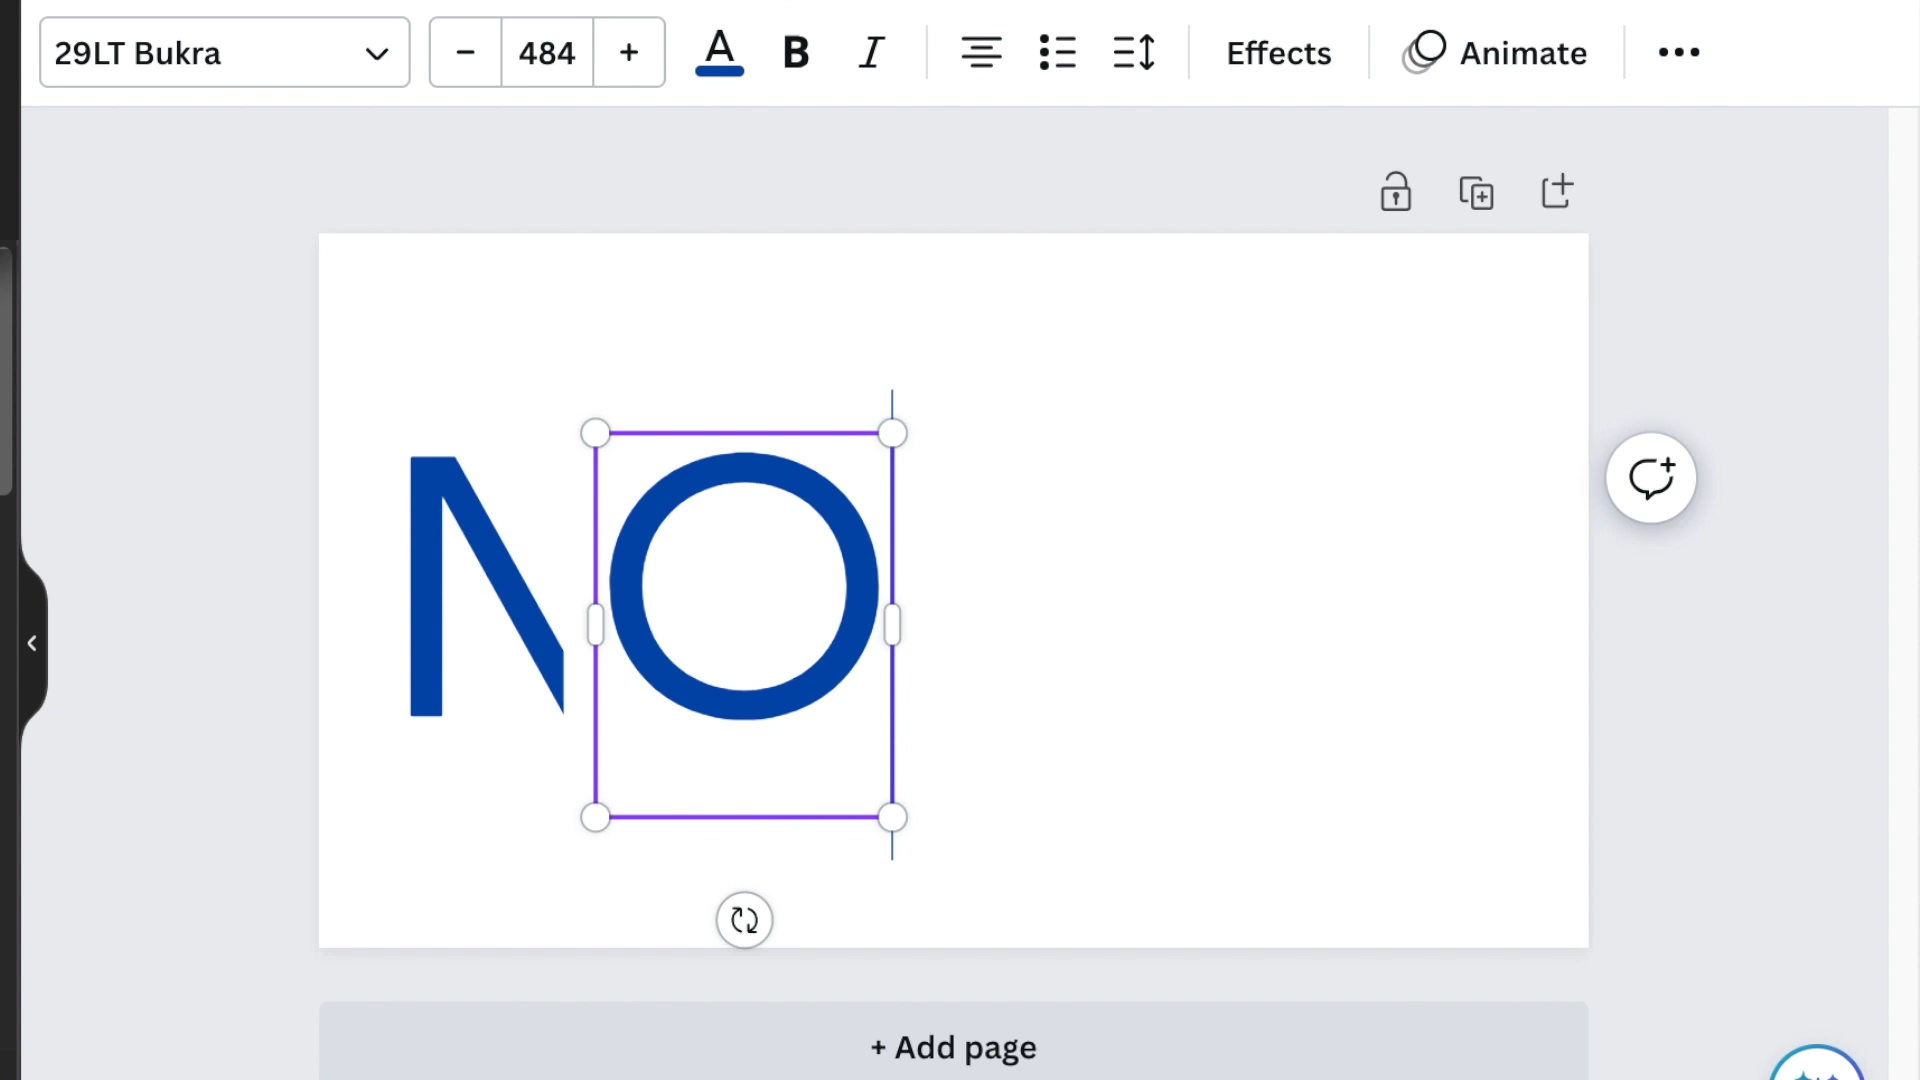 29LT Bukra
− 484 + A B I Effects Animate
NO
+ Add page